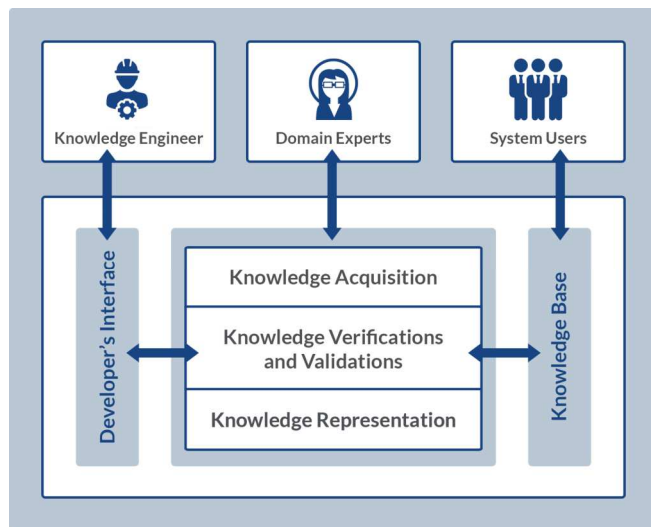 Knowledge Engineer
Domain Experts
System Users
Developer's Interface
Knowledge Acquisition
Knowledge Verifications
and Validations
Knowledge Representation
Knowledge Base